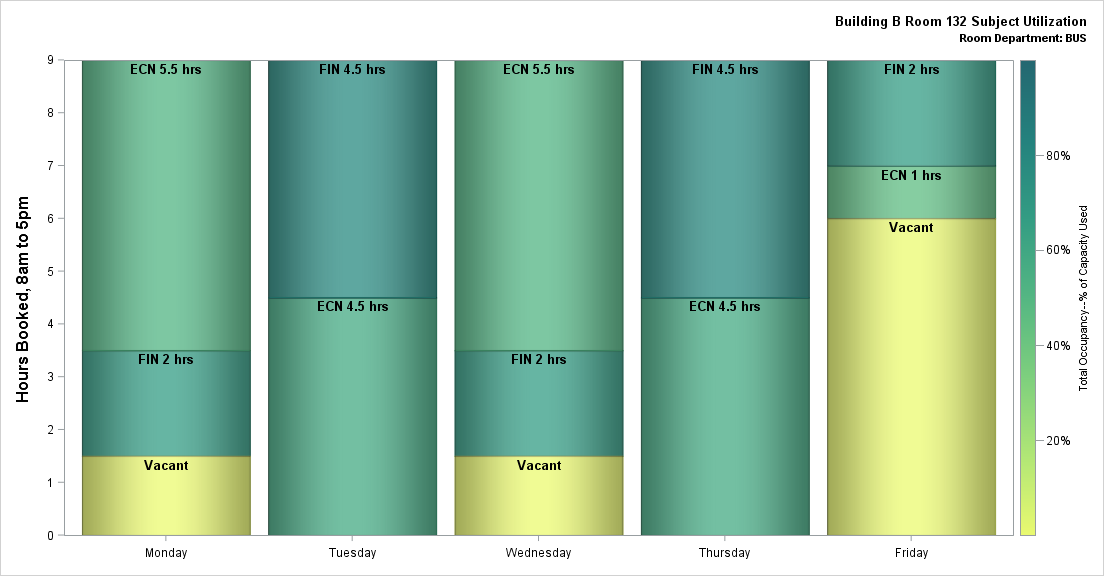 Building B Room 132 Subject Utilization
Room Department: BUS
Hours Booked, 8am to 5pm
9
8
7
6
5
4
3
2
1
0
ECN 5.5 hrs
FIN 2 hrs
Vacant
FIN 4.5 hrs
ECN 4.5 hrs
ECN 5.5 hrs
FIN 2 hrs
Vacant
FIN 4.5 hrs
ECN 4.5 hrs
FIN 2 hrs
ECN 1 hrs
Vacant
Monday
Tuesday
Wednesday
Thursday
Friday
80%
60%
40%
20%
Total Occupancy--% of Capacity Used